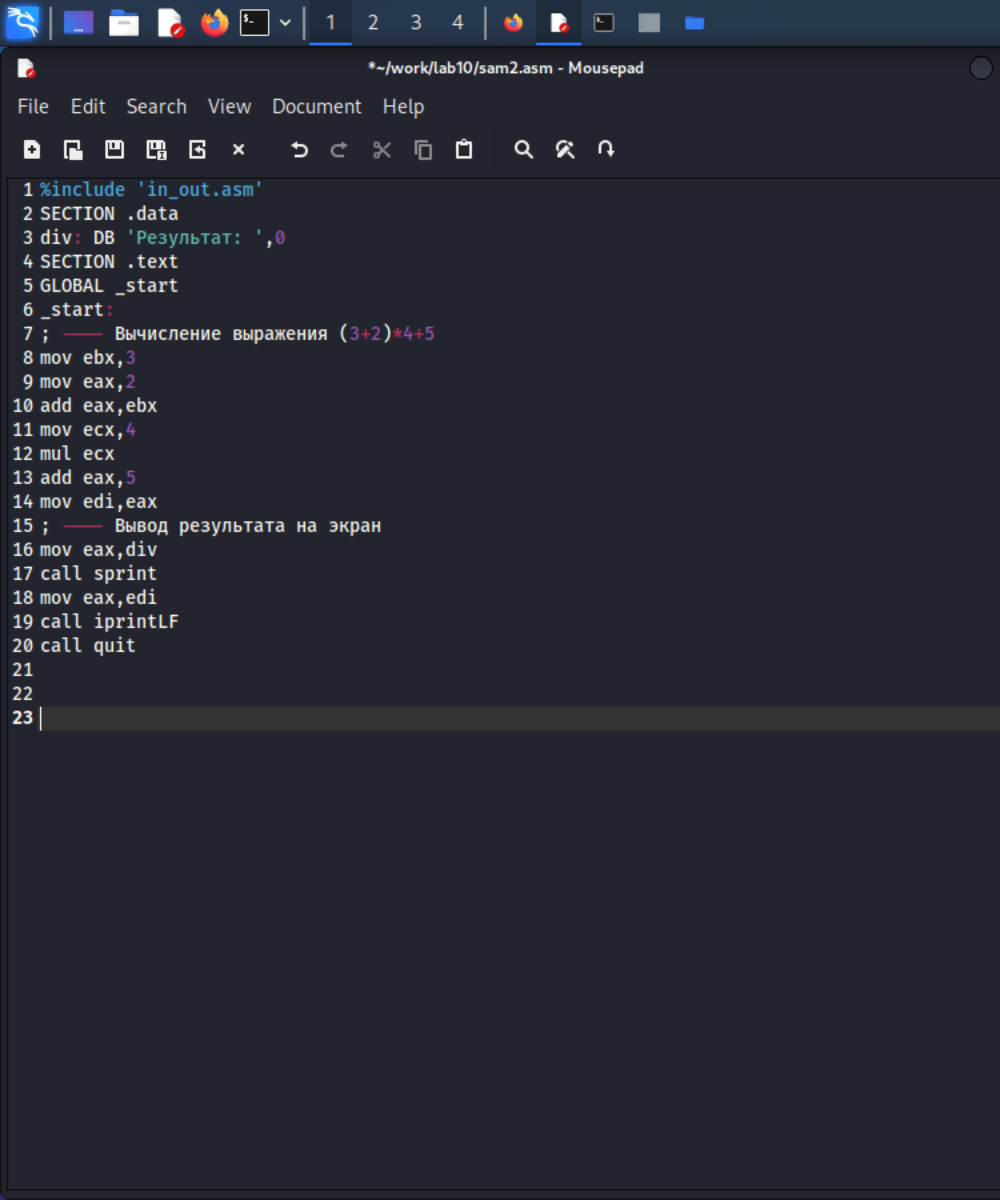 1 2 3 4
*~/work/lab10/sam2.asm - Mousepad
File Edit Search View Document Help
1 %include 'in_out.asm'
2 SECTION .data
3 div: DB 'Результат: ',0
4 SECTION .text
5 GLOBAL _start
6 _start:
7 ; ---- Вычисление выражения (3+2)*4+5
8 mov ebx,3
9 mov eax,2
10 add eax,ebx
11 mov ecx,4
12 mul ecx
13 add eax,5
14 mov edi,eax
15 ; ---- Вывод результата на экран
16 mov eax,div
17 call sprint
18 mov eax,edi
19 call iprintLF
20 call quit
21
22
23